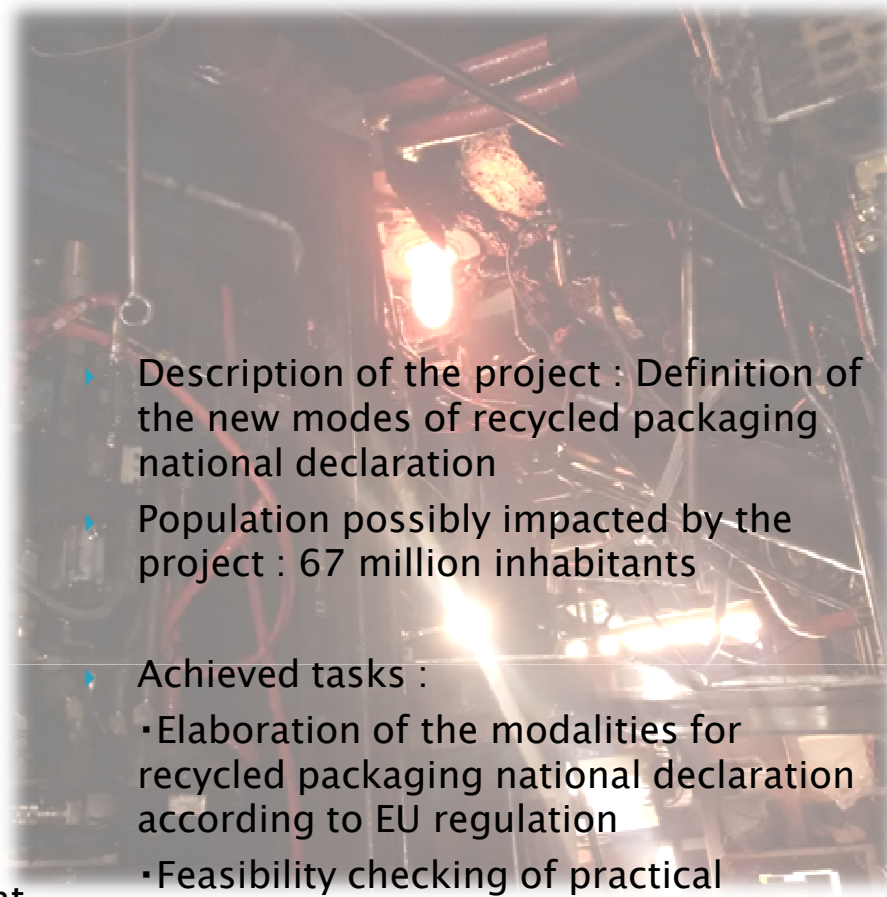 Description of the project : Definition of
the new modes of recycled packaging
national declaration
Population possibly impacted by the
project : 67 million inhabitants
Achieved tasks :
▪Elaboration of the modalities for
recycled packaging national declaration
according to EU regulation
▪Feasibility checking of practical